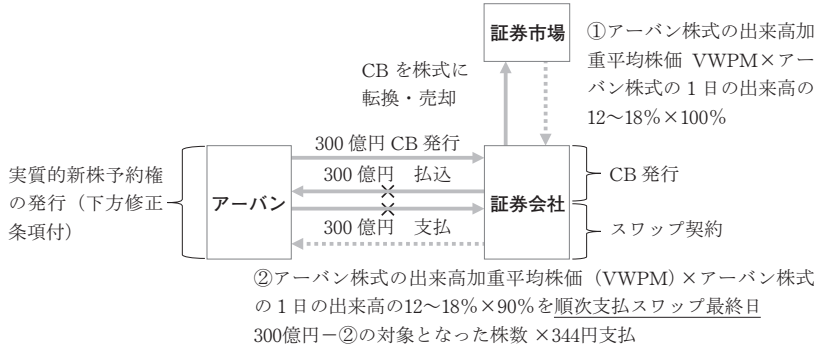 証券市場
①アーバン株式の出来高加
重平均株価 VWPM×アー
バン株式の1日の出来高の
12～18％×100％
CBを株式に
転換・売却
300億円CB発行
実質的新株予約権
の発行（下方修正
条項付）
アーバン
300億円 払込
300億円 支払
証券会社
CB発行
スワップ契約
②アーバン株式の出来高加重平均株価（VWPM）×アーバン株式
の1日の出来高の12～18％×90％を順次支払スワップ最終日
300億円－②の対象となった株数×344円支払